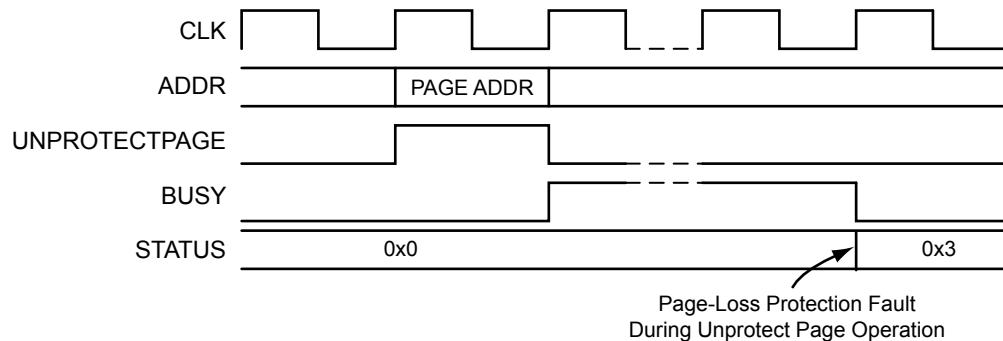 CLK
ADDR
PAGE ADDR
UNPROTECTPAGE
BUSY
STATUS
0x0
0x3
Page-Loss Protection Fault
During Unprotect Page Operation